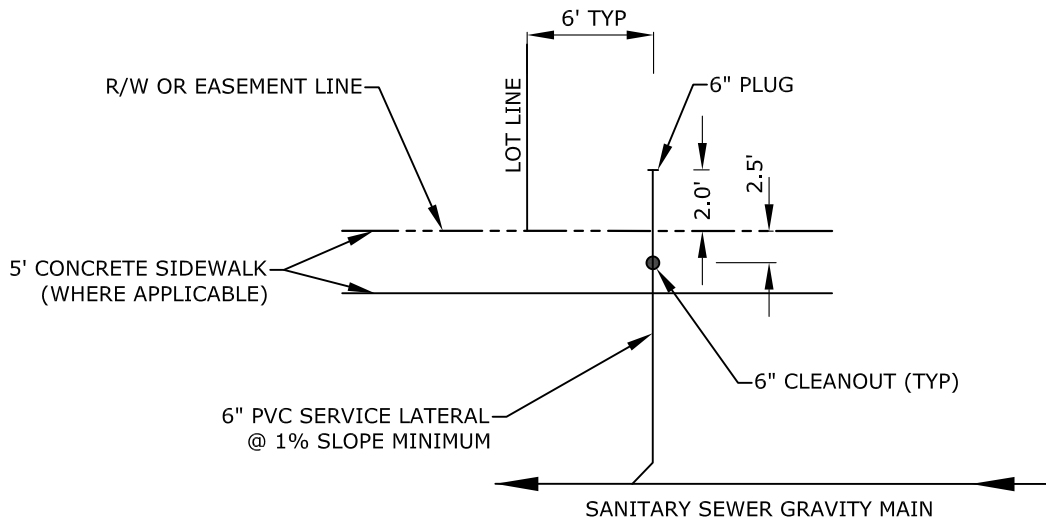 6' TYP
R/W OR EASEMENT LINE
6" PLUG
LOT LINE
2.0'
2.5'
5' CONCRETE SIDEWALK
(WHERE APPLICABLE)
6" CLEANOUT (TYP)
6" PVC SERVICE LATERAL
@ 1% SLOPE MINIMUM
SANITARY SEWER GRAVITY MAIN